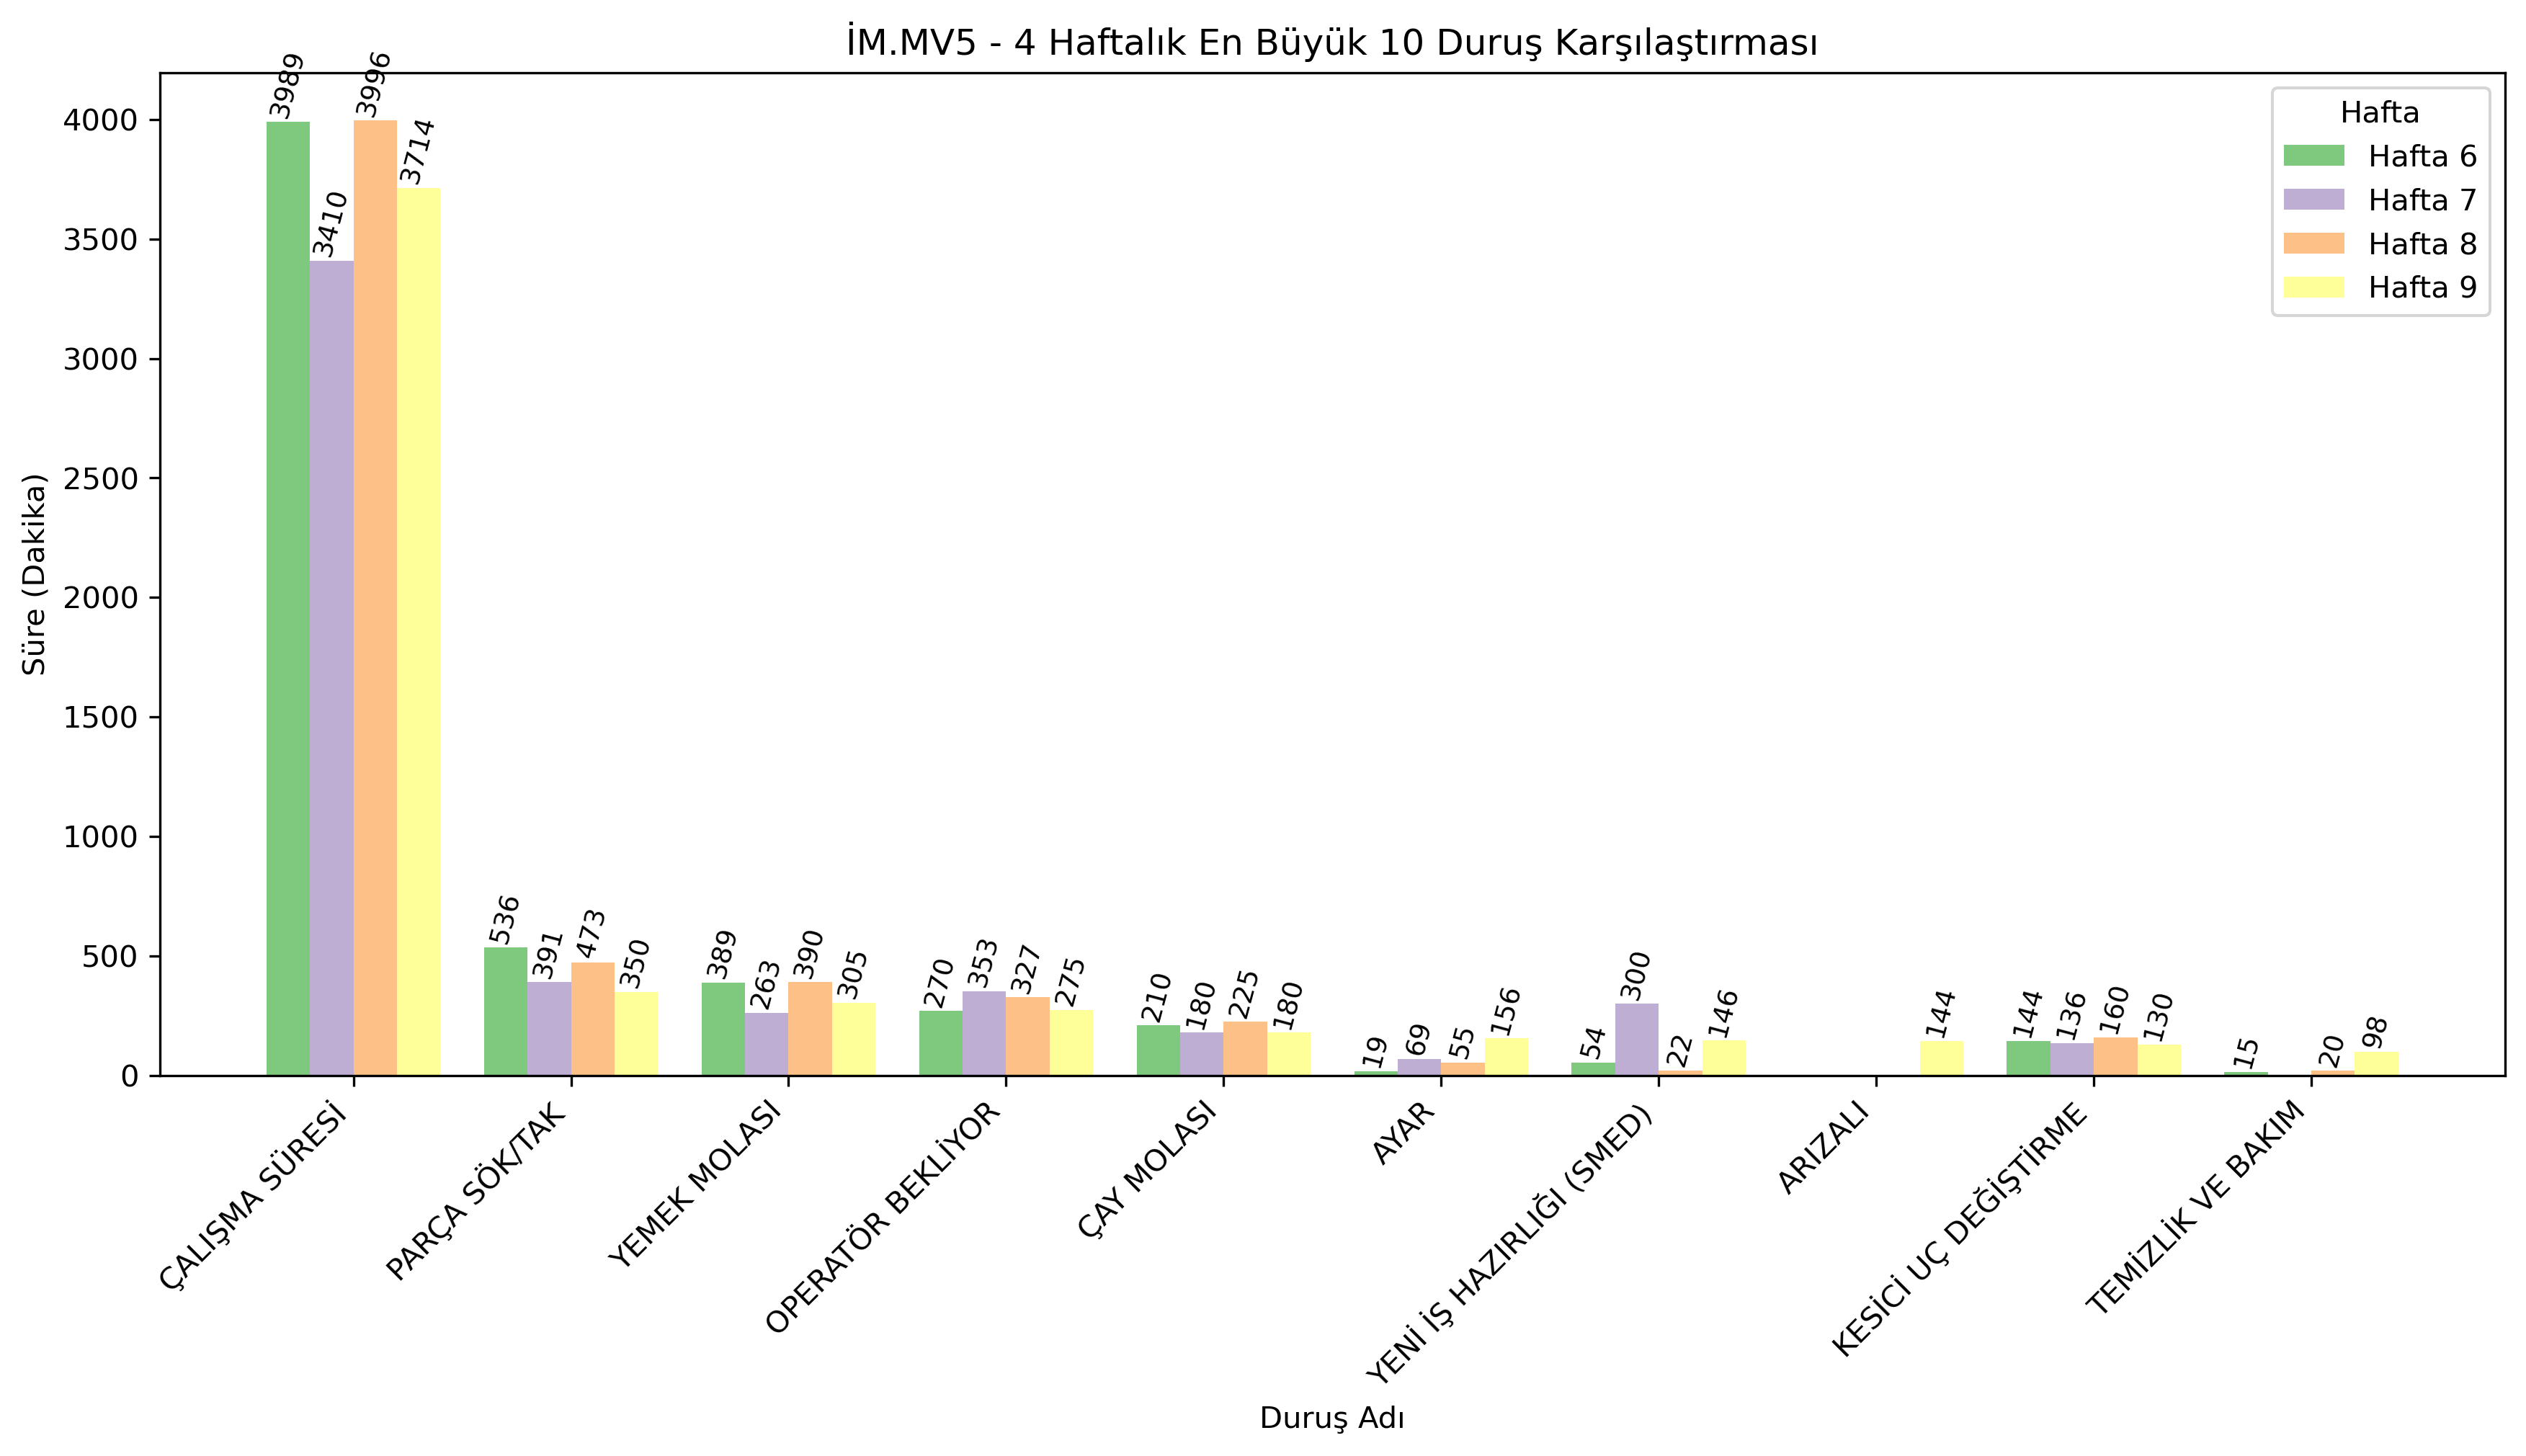 İM.MV5 - 4 Haftalık En Büyük 10 Duruş Karşılaştırması
Hafta
Hafta 6
Hafta 7
Hafta 8
Hafta 9
Süre (Dakika)
4000
3500
3000
2500
2000
1500
1000
500
0
3989 3410 3996 3714
536 391 473 350
389 263 390 305
270 353 327 275
210 180 225 180
19 69 55 156
54 300 22 146
144
144 136 160 130
15 20 98
ÇALIŞMA SÜRESİ
PARÇA SÖK/TAK
YEMEK MOLASI
OPERATÖR BEKLİYOR
ÇAY MOLASI
AYAR
YENİ İŞ HAZIRLIĞI (SMED)
ARIZALI
KESİCİ UÇ DEĞİŞTİRME
TEMİZLİK VE BAKIM
Duruş Adı